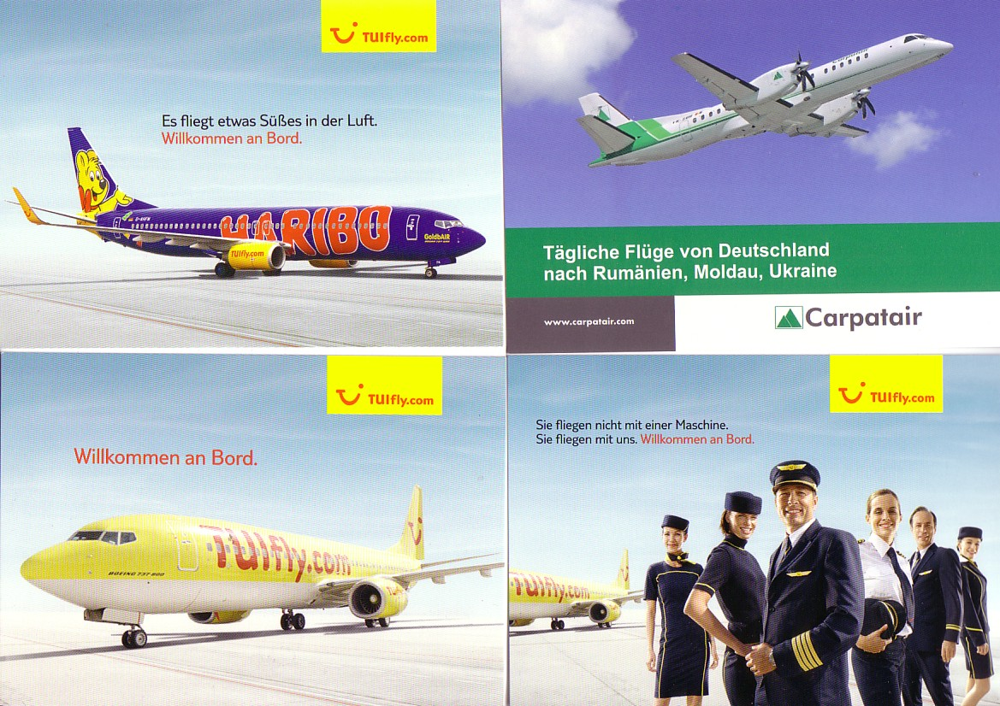 TUIfly.com
Es fliegt etwas Süßes in der Luft.
Willkommen an Bord.
HARIBO
GoldbAIR
TUIfly.com
Carpatair
Tägliche Flüge von Deutschland
nach Rumänien, Moldau, Ukraine
www.carpatair.com
Carpatair
TUIfly.com
Willkommen an Bord.
TUIfly.com
BOEING 737-800
TUIfly.com
Sie fliegen nicht mit einer Maschine.
Sie fliegen mit uns. Willkommen an Bord.
TUIfly.com